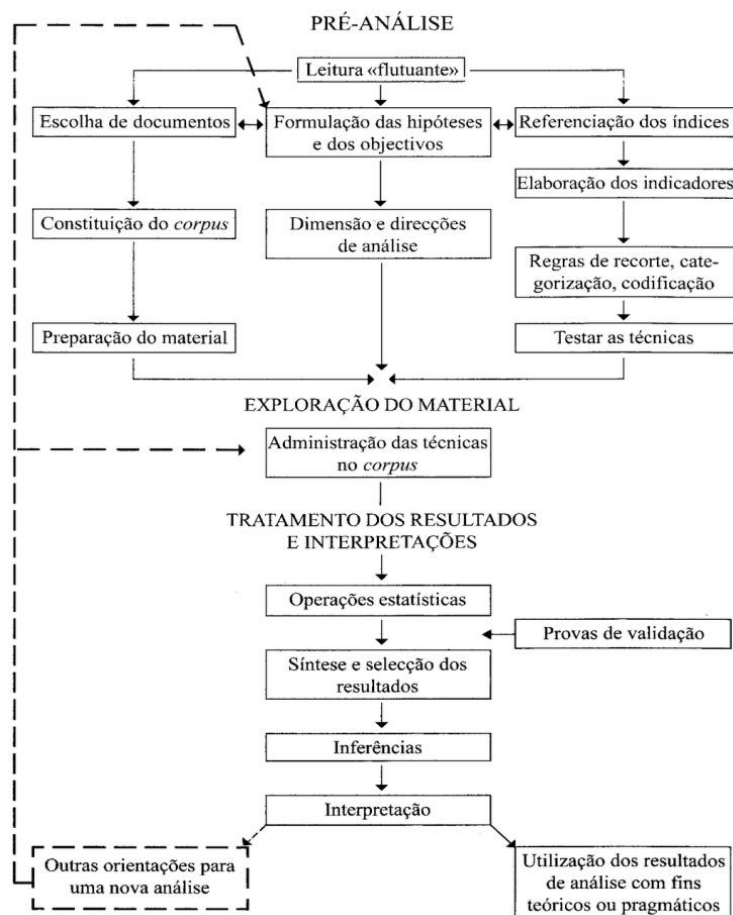 PRÉ-ANÁLISE
Leitura «flutuante»
Escolha de documentos
Formulação das hipóteses
e dos objectivos
Referenciação dos índices
Elaboração dos indicadores
Constituição do corpus
Dimensão e direcções
de análise
Regras de recorte, cate-
gorização, codificação
Preparação do material
Testar as técnicas
EXPLORAÇÃO DO MATERIAL
Administração das técnicas
no corpus
TRATAMENTO DOS RESULTADOS
E INTERPRETAÇÕES
Operações estatísticas
Provas de validação
Síntese e selecção dos
resultados
Inferências
Interpretação
Outras orientações para
uma nova análise
Utilização dos resultados
de análise com fins
teóricos ou pragmáticos